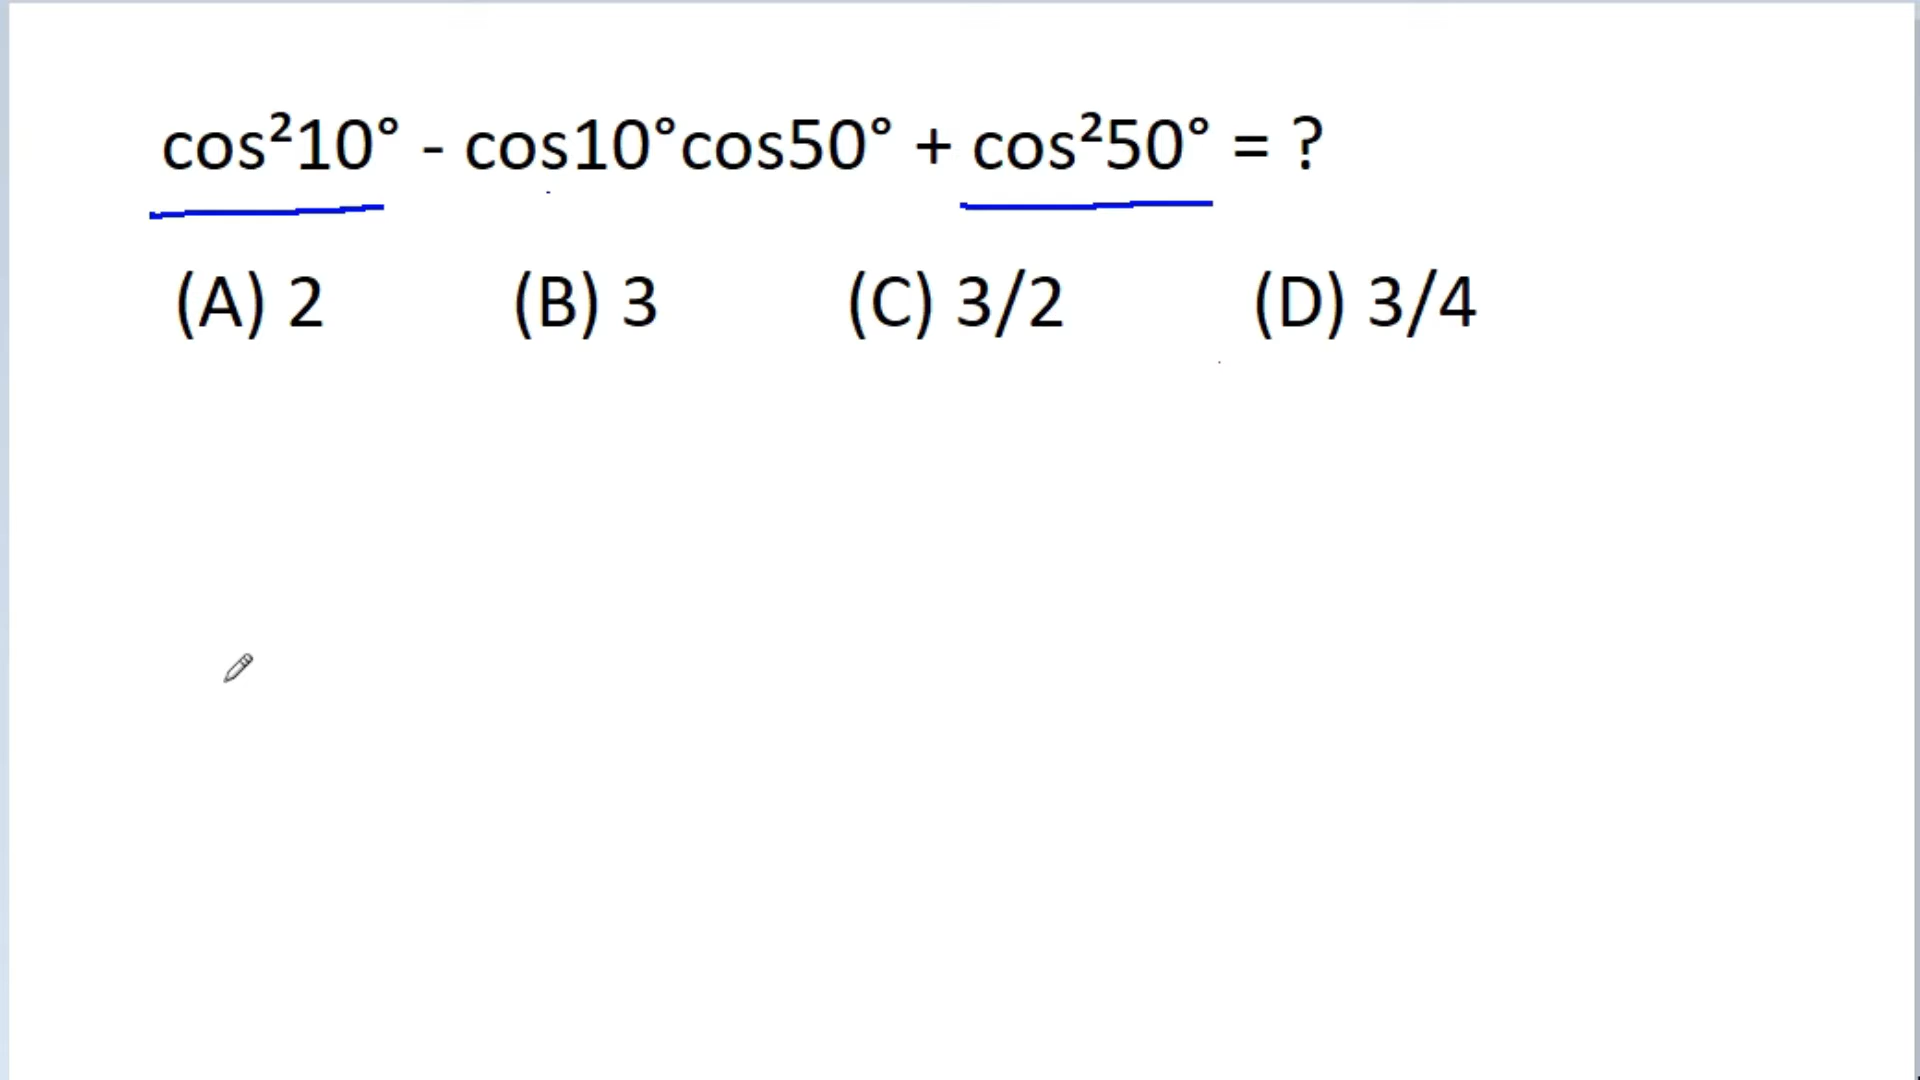 cos²10° - cos10°cos50° + cos²50° = ?
(A) 2 (B) 3 (C) 3/2 (D) 3/4